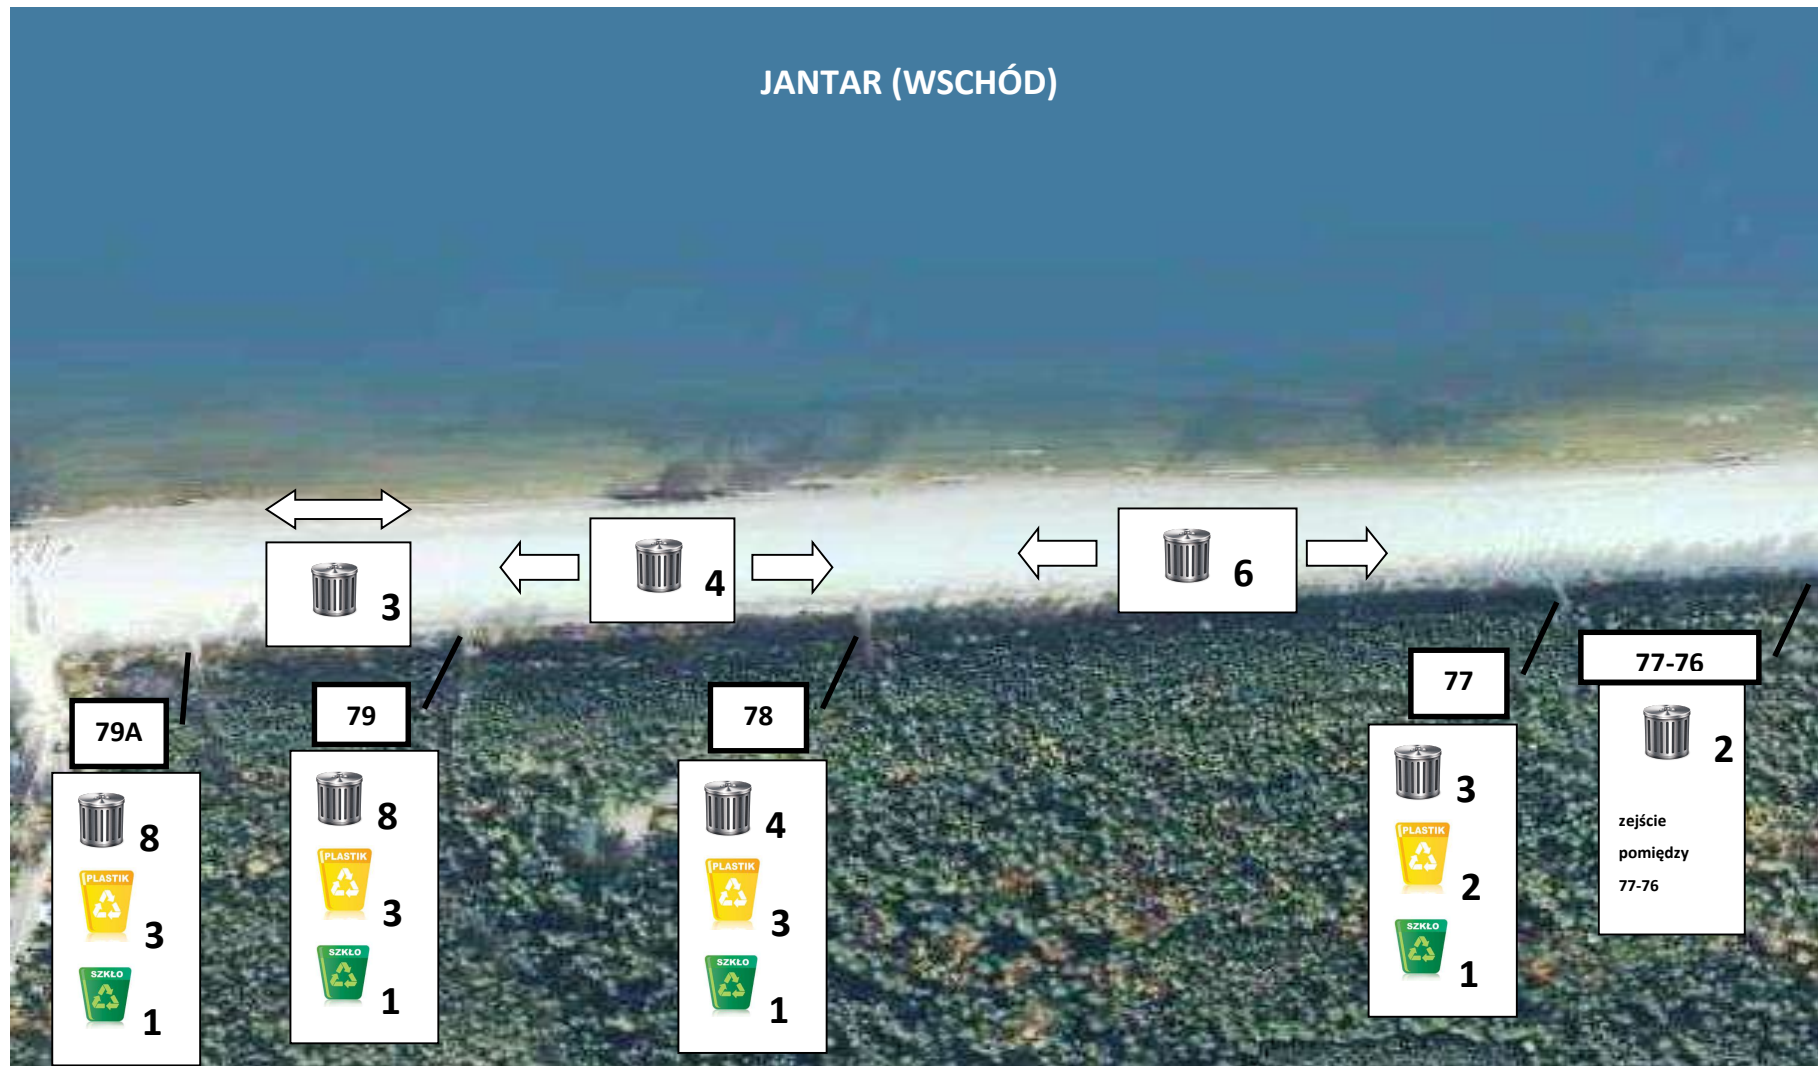 JANTAR (WSCHÓD)
3
4
6
79A
8
PLASTIK
3
SZKŁO
1
79
8
PLASTIK
3
SZKŁO
1
78
4
PLASTIK
3
SZKŁO
1
77
3
PLASTIK
2
SZKŁO
1
77-76
2
zejście
pomiędzy
77-76